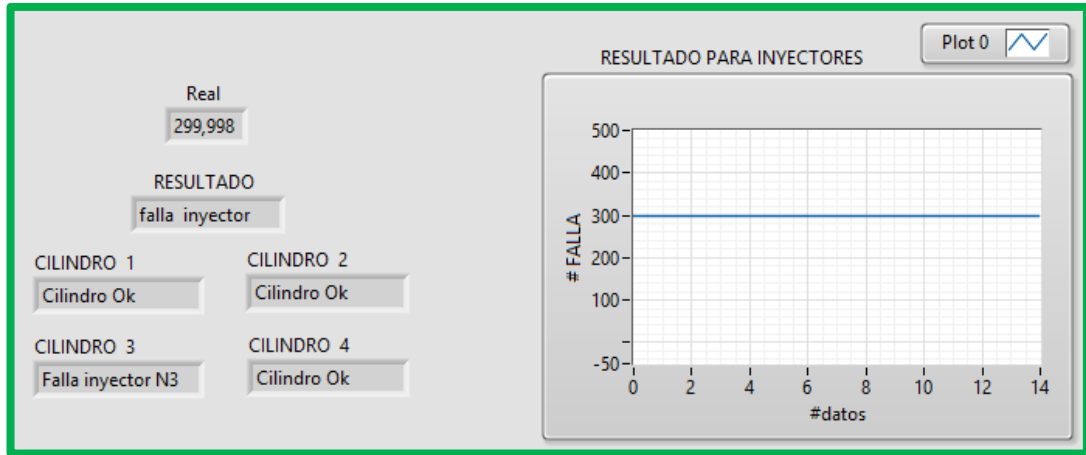 Real
299,998
RESULTADO
falla inyector
CILINDRO 1
Cilindro Ok
CILINDRO 2
Cilindro Ok
CILINDRO 3
Falla inyector N3
CILINDRO 4
Cilindro Ok
RESULTADO PARA INYECTORES
Plot 0
# FALLA
500
400
300
200
100
-50
0 2 4 6 8 10 12 14
#datos